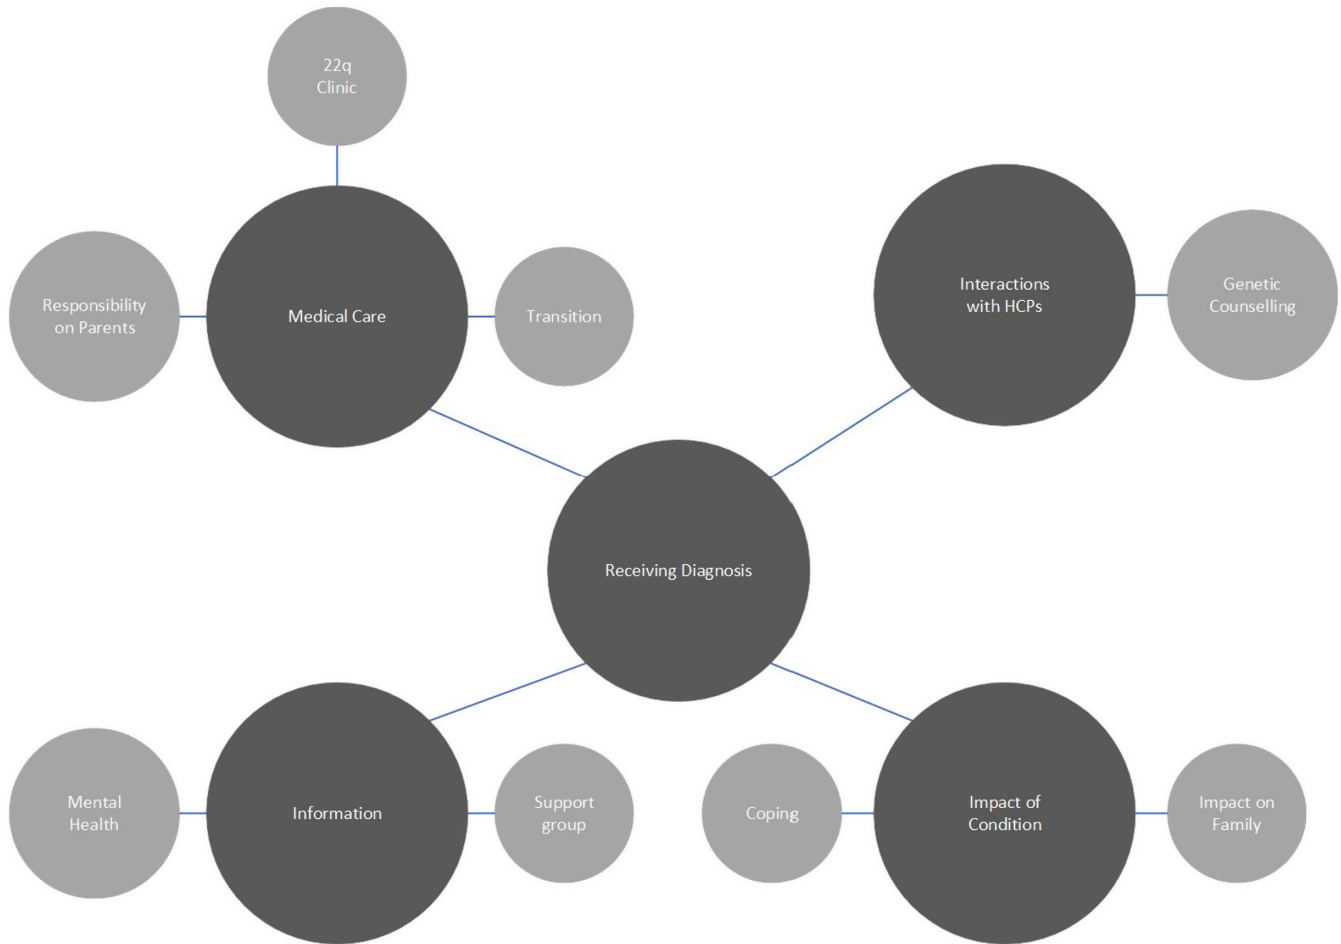 22q
Clinic
Responsibility
on Parents
Medical Care
Transition
Interactions
with HCPs
Genetic
Counselling
Receiving Diagnosis
Mental
Health
Information
Support
group
Coping
Impact of
Condition
Impact on
Family